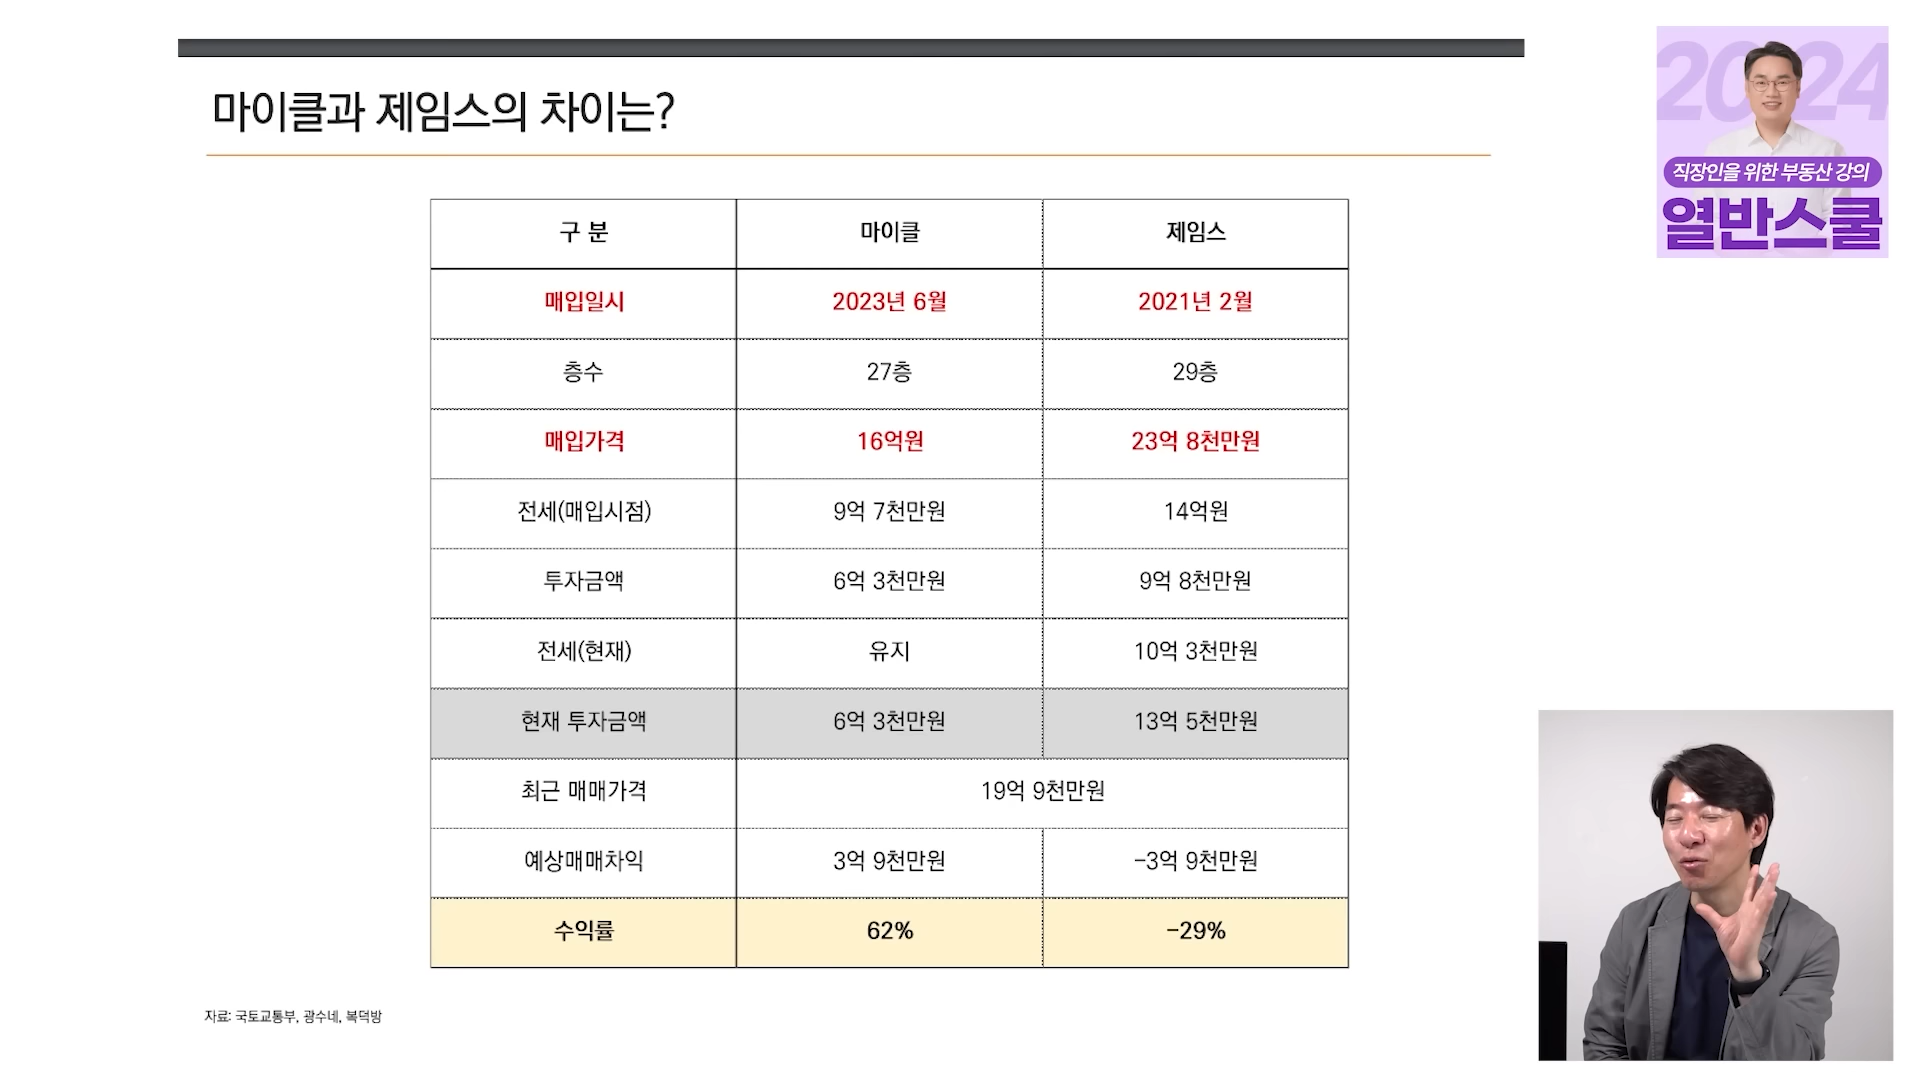 마이클과 제임스의 차이는?
구 분 마이클 제임스
매입일시 2023년 6월 2021년 2월
층수 27층 29층
매입가격 16억원 23억 8천만원
전세(매입시점) 9억 7천만원 14억원
투자금액 6억 3천만원 9억 8천만원
전세(현재) 유지 10억 3천만원
현재 투자금액 6억 3천만원 13억 5천만원
최근 매매가격 19억 9천만원
예상매매차익 3억 9천만원 -3억 9천만원
수익률 62% -29%
자료: 국토교통부, 광수네, 복덕방
2024
직장인을 위한 부동산 강의
열반스쿨